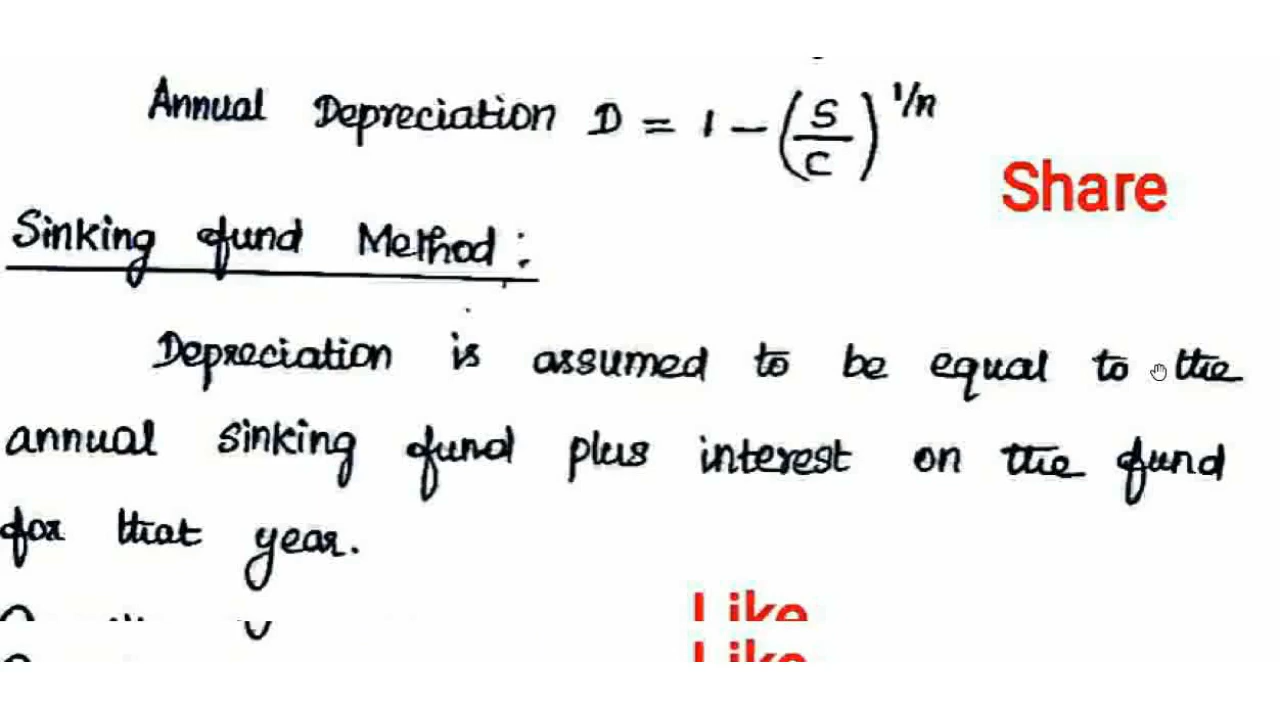 Annual Depreciation D = 1 - (S/C)^1/n
Share
Sinking fund Method :
Depreciation is assumed to be equal to the
annual sinking fund plus interest on the fund
for that year.
Like
Like